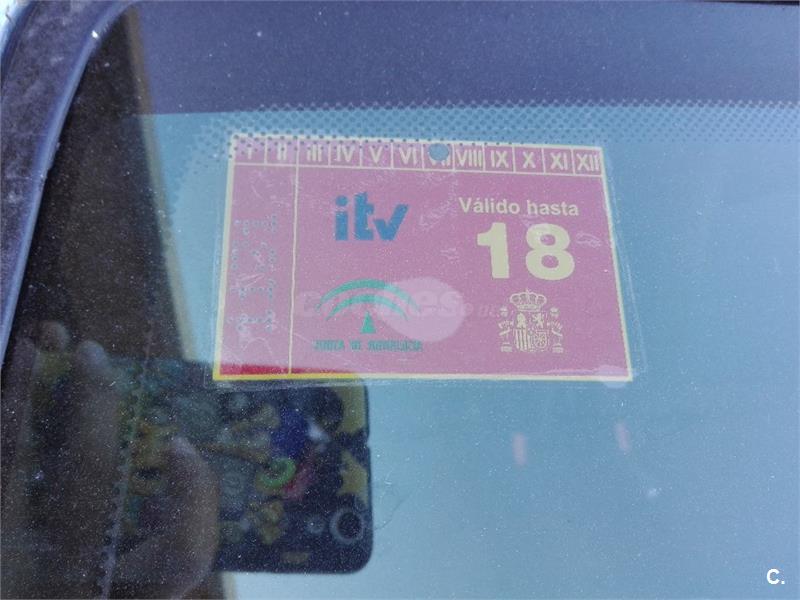 I II III IV V VI VIII IX X XI XII
itv
Válido hasta
18
JUNTA DE ANDALUCIA
C.